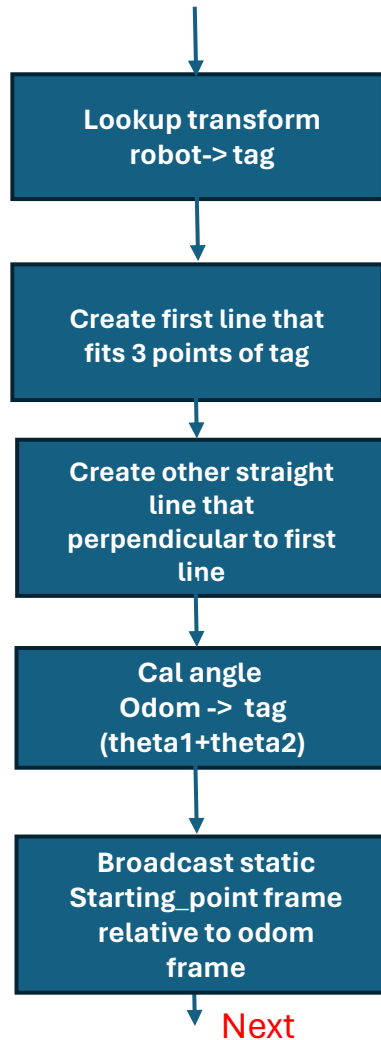 Lookup transform
robot-> tag
Create first line that
fits 3 points of tag
Create other straight
line that
perpendicular to first
line
Cal angle
Odom -> tag
(theta1+theta2)
Broadcast static
Starting_point frame
relative to odom
frame
Next